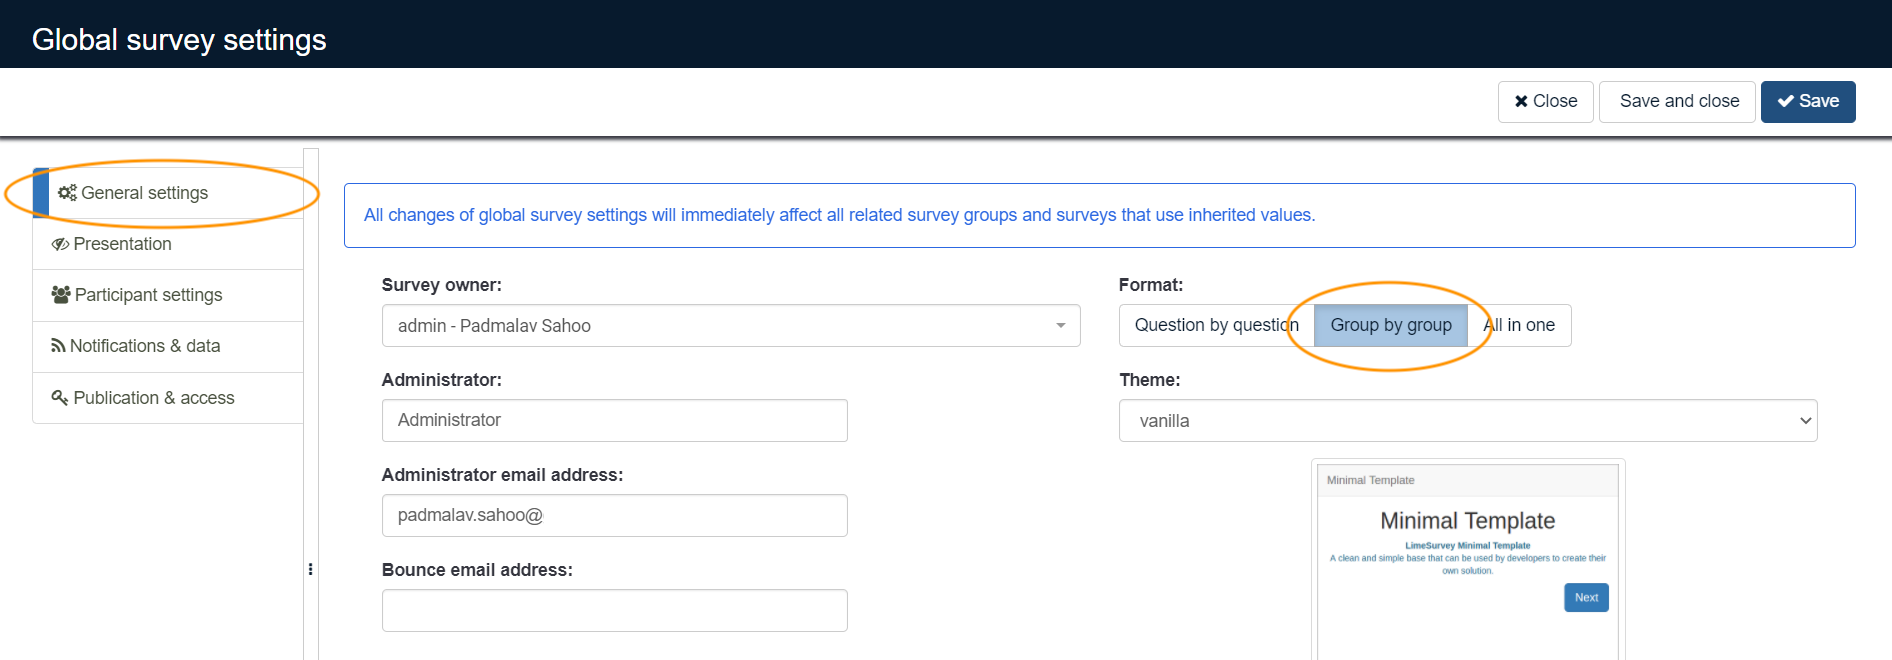 Global survey settings
Close
Save and close
Save
General settings
Presentation
Participant settings
Notifications & data
Publication & access
All changes of global survey settings will immediately affect all related survey groups and surveys that use inherited values.
Survey owner:
admin - Padmalav Sahoo
Administrator:
Administrator
Administrator email address:
padmalav.sahoo@
Bounce email address:
Format:
Question by question
Group by group
All in one
Theme:
vanilla
Minimal Template
Minimal Template
LimeSurvey Minimal Template
A clean and simple base that can be used by developers to create their
own solution.
Next